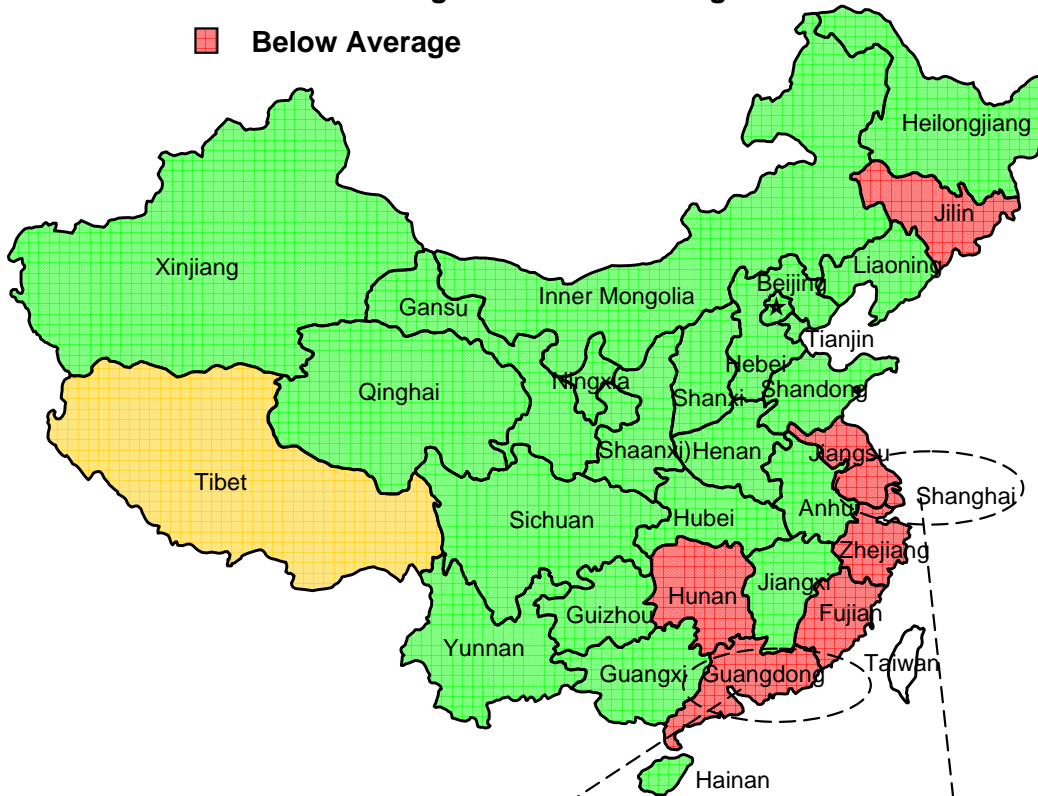 Below Average
Heilongjiang
Jilin
Xinjiang
Liaoning
Beijing
Inner Mongolia
Gansu
Tianjin
Hebei
Ningxia
Qinghai
Shanxi
Shandong
Shaanxi)
Henan
Jiangsu
Tibet
Shanghai
Anhui
Sichuan
Hubei
Zhejiang
Jiangxi
Hunan
Guizhou
Fujian
Yunnan
Taiwan
Guangxi
Guangdong
Hainan